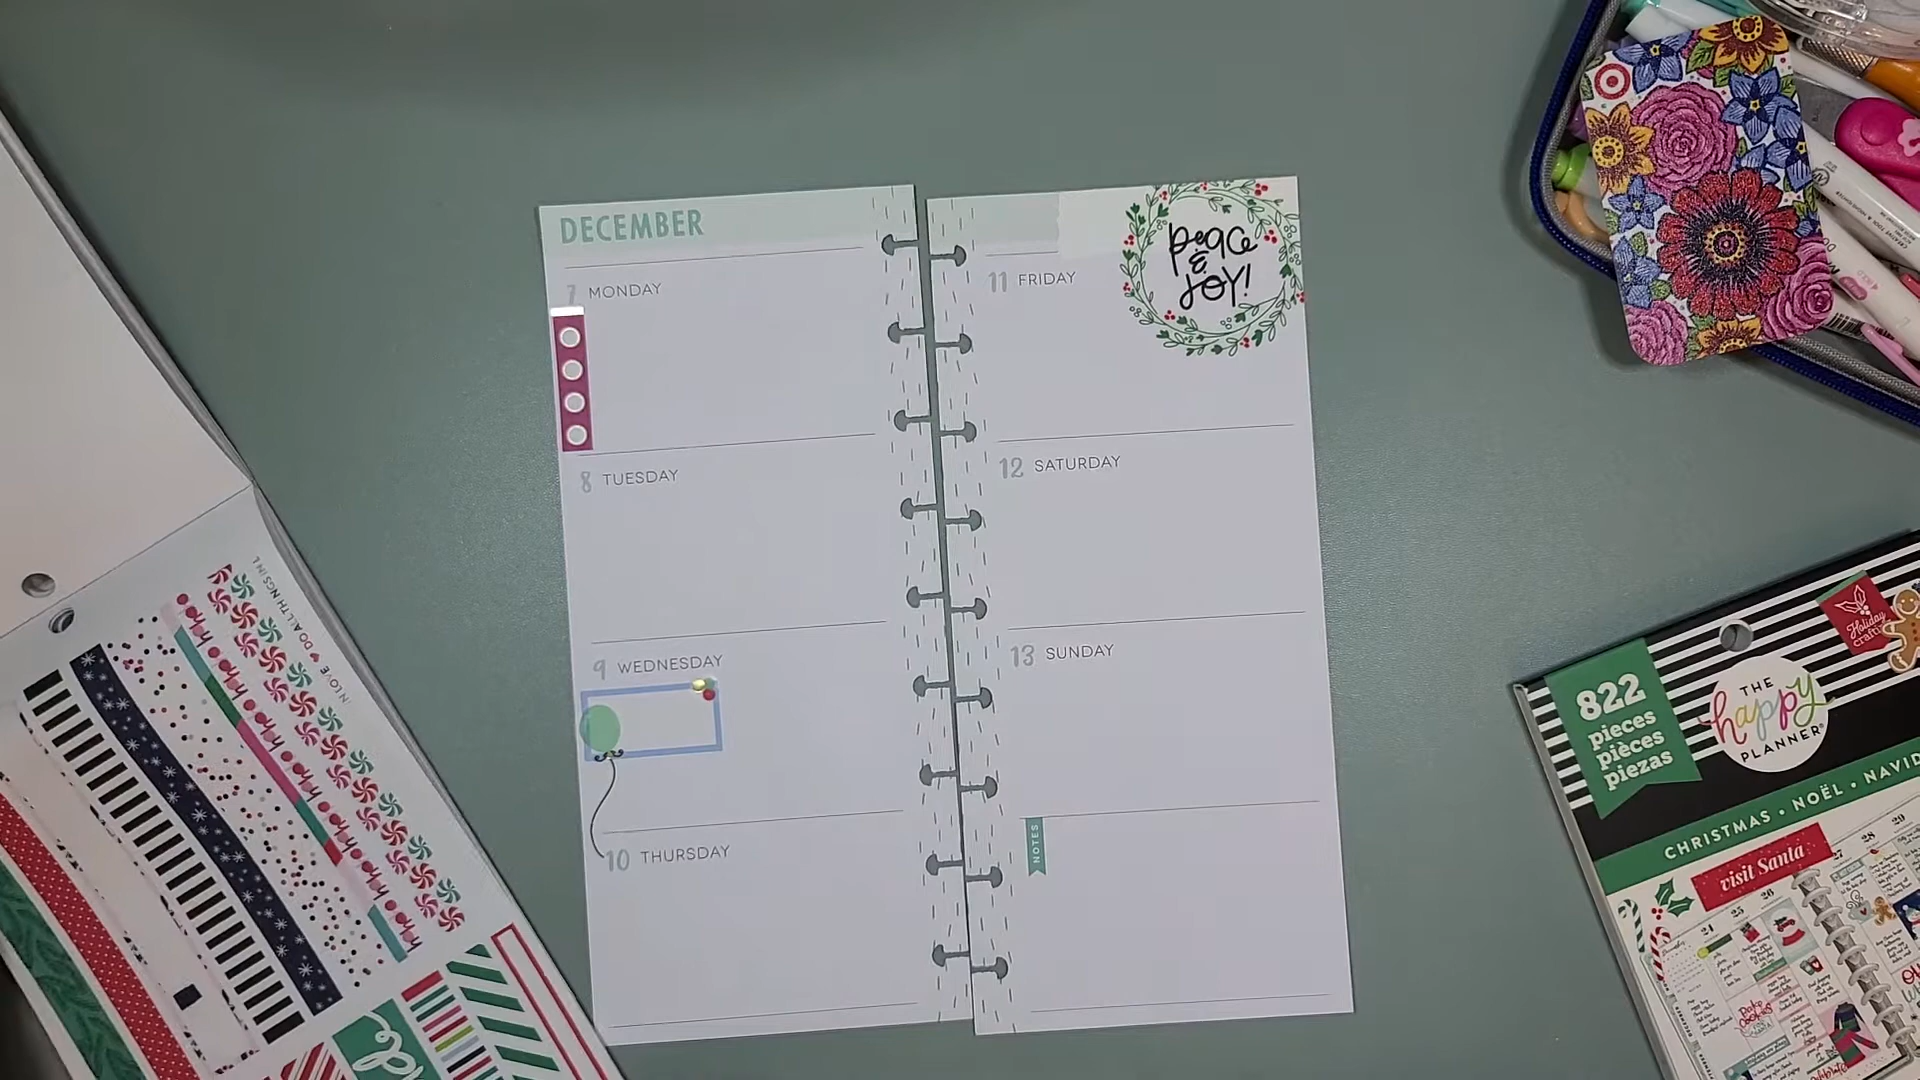 DECEMBER
7 MONDAY
8 TUESDAY
9 WEDNESDAY
10 THURSDAY
peace
&
JOY!
11 FRIDAY
12 SATURDAY
13 SUNDAY
NOTES
822
pieces
pièces
piezas
THE
happy
PLANNER
CHRISTMAS • NOËL • NAVID
visit Santa
Holiday
crafti